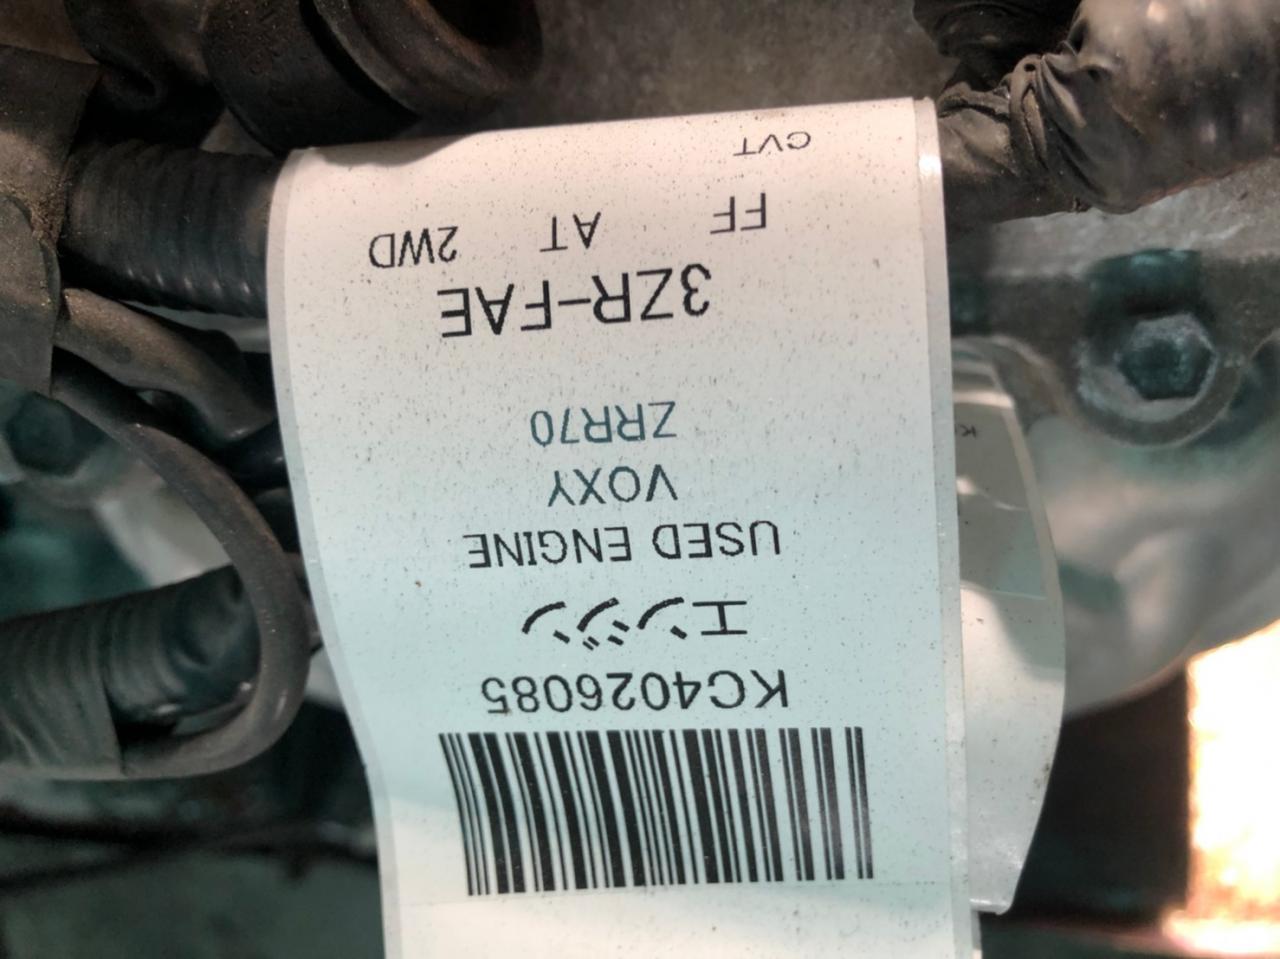 KC4026085
エンジン
USED ENGINE
VOXY
ZRR70
3ZR-FAE
FF AT 2WD
CVT